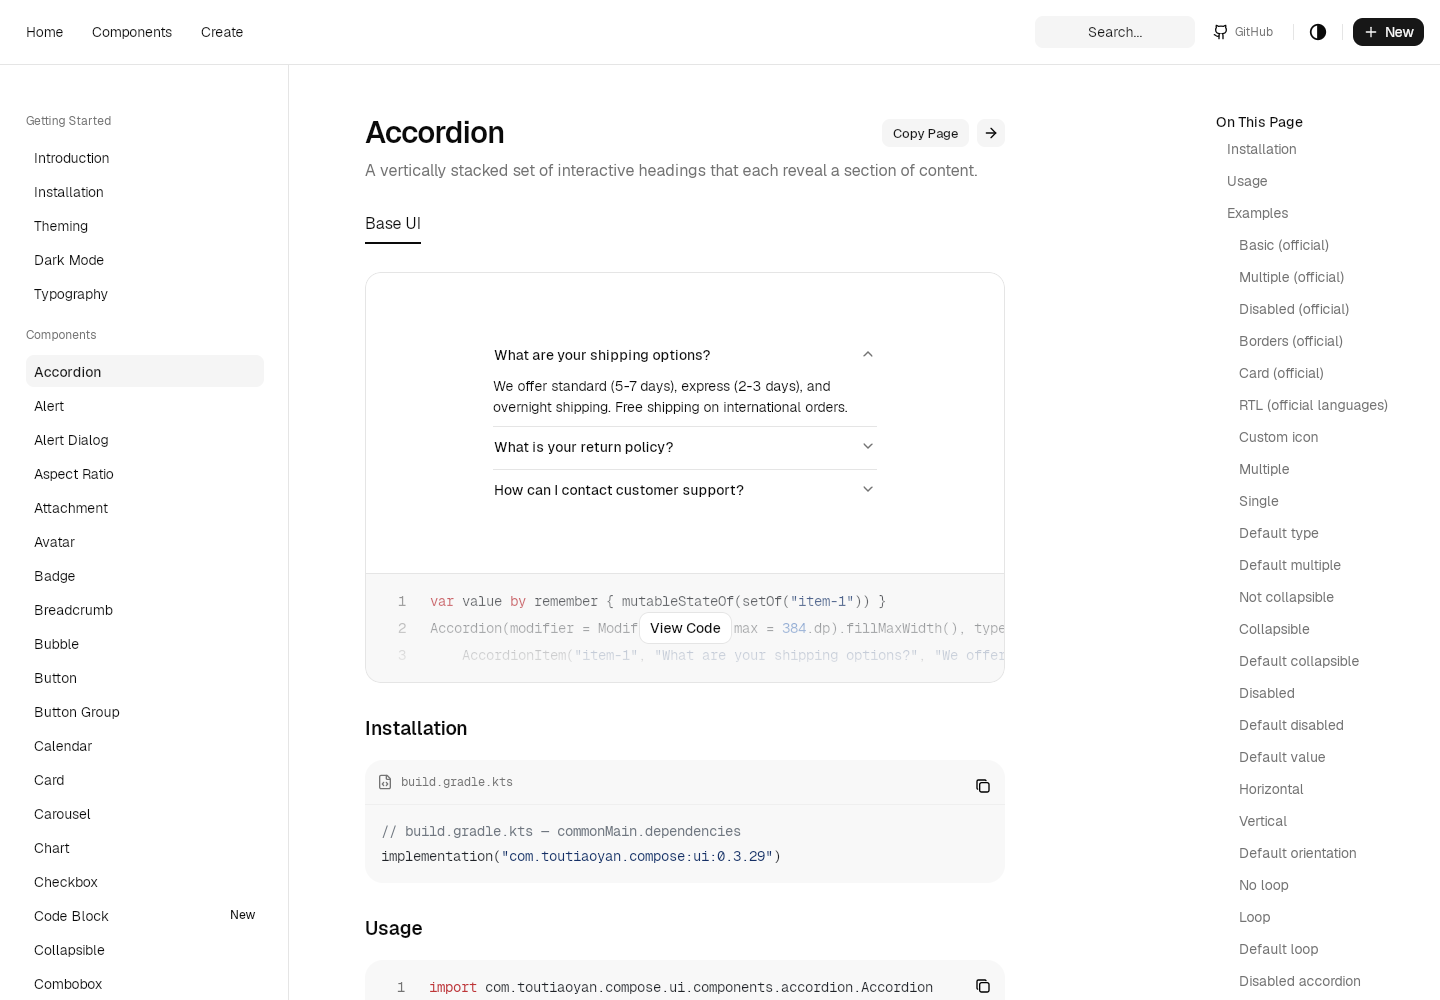 Home
Components
Create
Search...
GitHub
New
Getting Started
Introduction
Installation
Theming
Dark Mode
Typography
Components
Accordion
Alert
Alert Dialog
Aspect Ratio
Attachment
Avatar
Badge
Breadcrumb
Bubble
Button
Button Group
Calendar
Card
Carousel
Chart
Checkbox
Code Block
New
Collapsible
Combobox
Accordion
Copy Page
A vertically stacked set of interactive headings that each reveal a section of content.
Base UI
What are your shipping options?
We offer standard (5-7 days), express (2-3 days), and
overnight shipping. Free shipping on international orders.
What is your return policy?
How can I contact customer support?
1 var value by remember { mutableStateOf(setOf("item-1")) }
2 Accordion(modifier = Modif max = 384.dp).fillMaxWidth(), type
View Code
3 AccordionItem("item-1", "What are your shipping options?", "We offer
Installation
build.gradle.kts
// build.gradle.kts — commonMain.dependencies
implementation("com.toutiaoyan.compose:ui:0.3.29")
Usage
1 import com.toutiaoyan.compose.ui.components.accordion.Accordion
On This Page
Installation
Usage
Examples
Basic (official)
Multiple (official)
Disabled (official)
Borders (official)
Card (official)
RTL (official languages)
Custom icon
Multiple
Single
Default type
Default multiple
Not collapsible
Collapsible
Default collapsible
Disabled
Default disabled
Default value
Horizontal
Vertical
Default orientation
No loop
Loop
Default loop
Disabled accordion